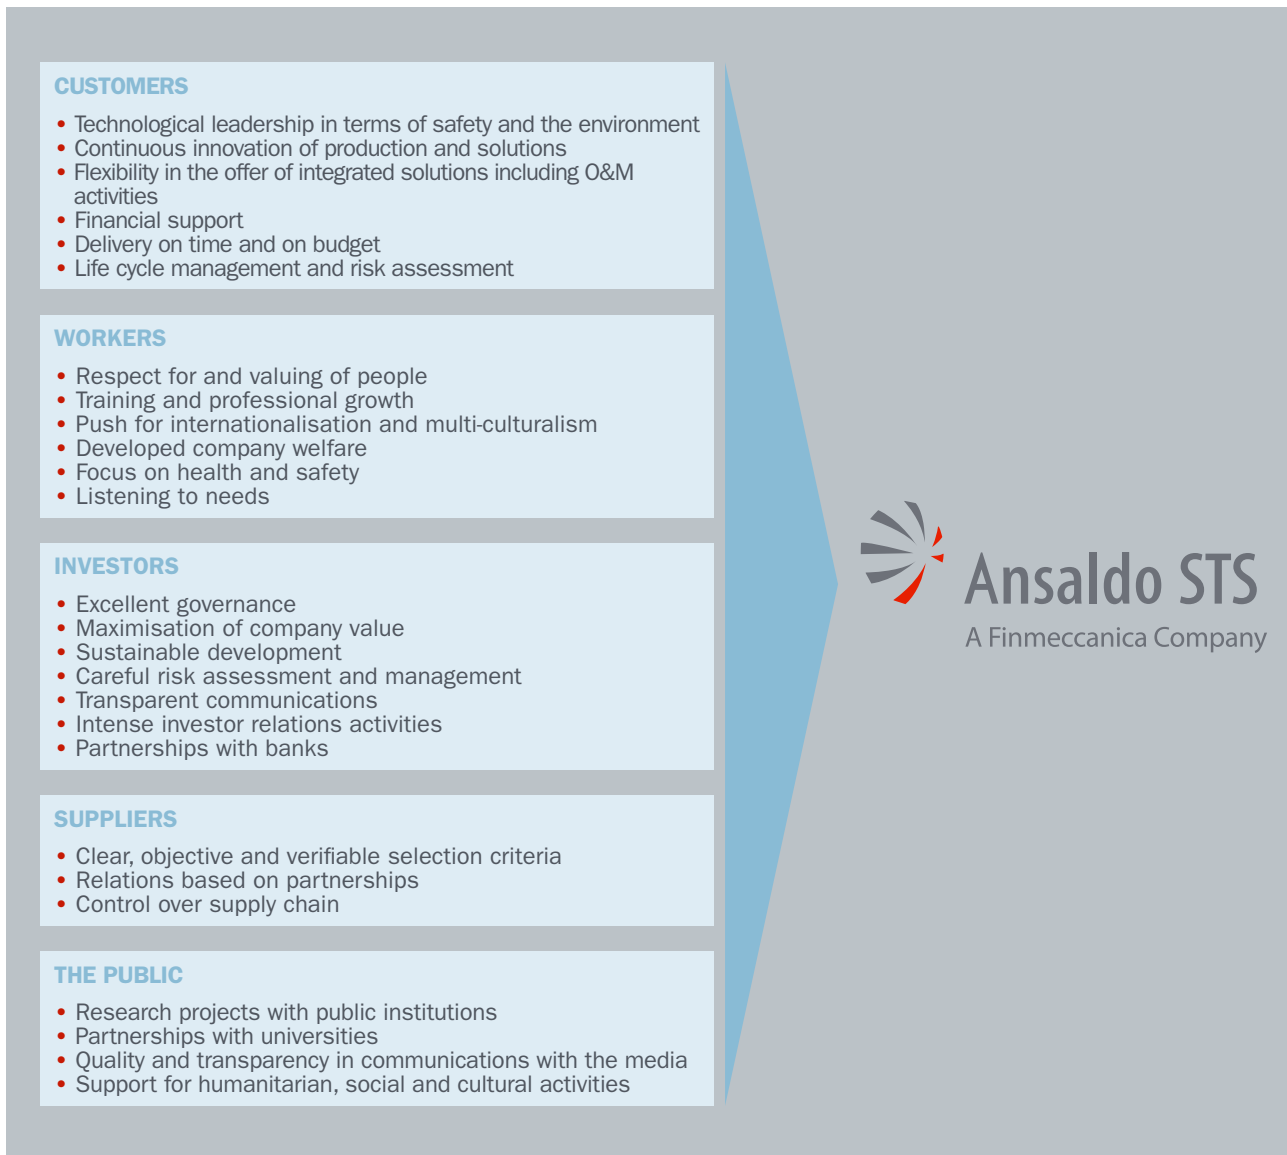 CUSTOMERS
• Technological leadership in terms of safety and the environment
• Continuous innovation of production and solutions
• Flexibility in the offer of integrated solutions including O&M
activities
• Financial support
• Delivery on time and on budget
• Life cycle management and risk assessment
WORKERS
• Respect for and valuing of people
• Training and professional growth
• Push for internationalisation and multi-culturalism
• Developed company welfare
• Focus on health and safety
• Listening to needs
INVESTORS
• Excellent governance
• Maximisation of company value
• Sustainable development
• Careful risk assessment and management
• Transparent communications
• Intense investor relations activities
• Partnerships with banks
SUPPLIERS
• Clear, objective and verifiable selection criteria
• Relations based on partnerships
• Control over supply chain
THE PUBLIC
• Research projects with public institutions
• Partnerships with universities
• Quality and transparency in communications with the media
• Support for humanitarian, social and cultural activities
Ansaldo STS
A Finmeccanica Company